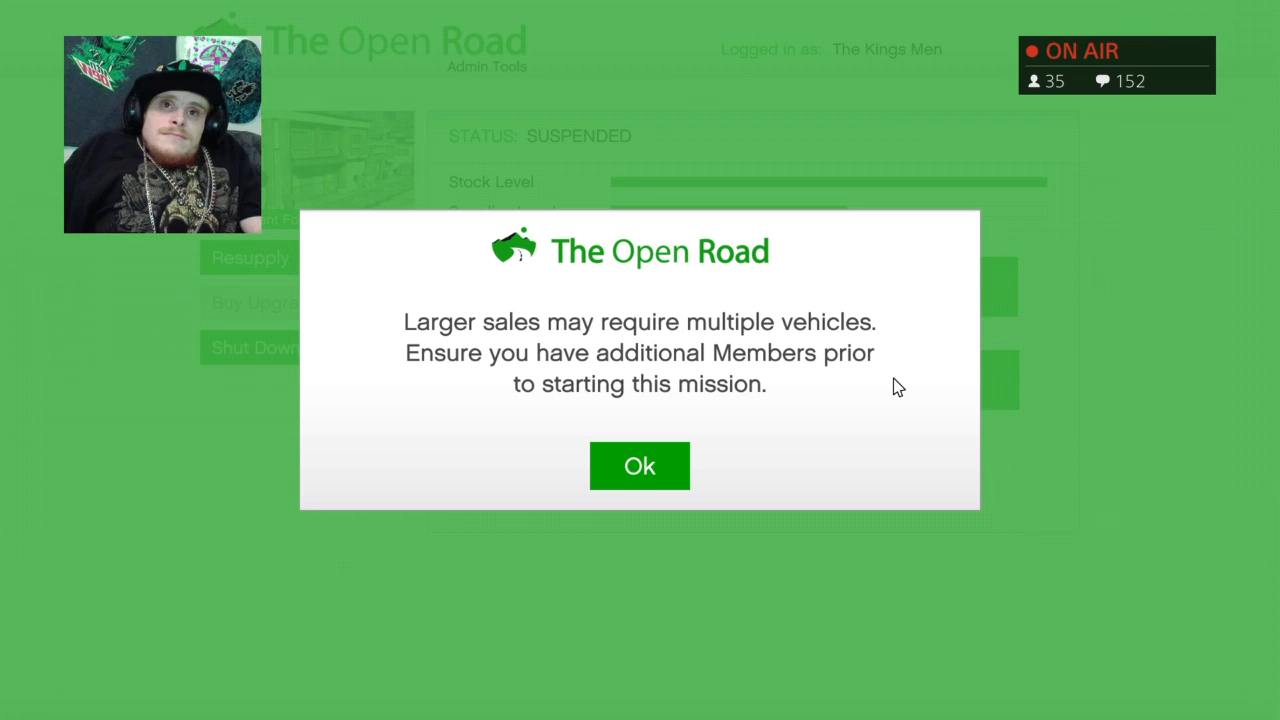 The Open Road
Admin Tools
Logged in as: The Kings Men
ON AIR
35 152
STATUS: SUSPENDED
Stock Level
Resupply
Buy Upgra
Shut Down
The Open Road
Larger sales may require multiple vehicles.
Ensure you have additional Members prior
to starting this mission.
Ok